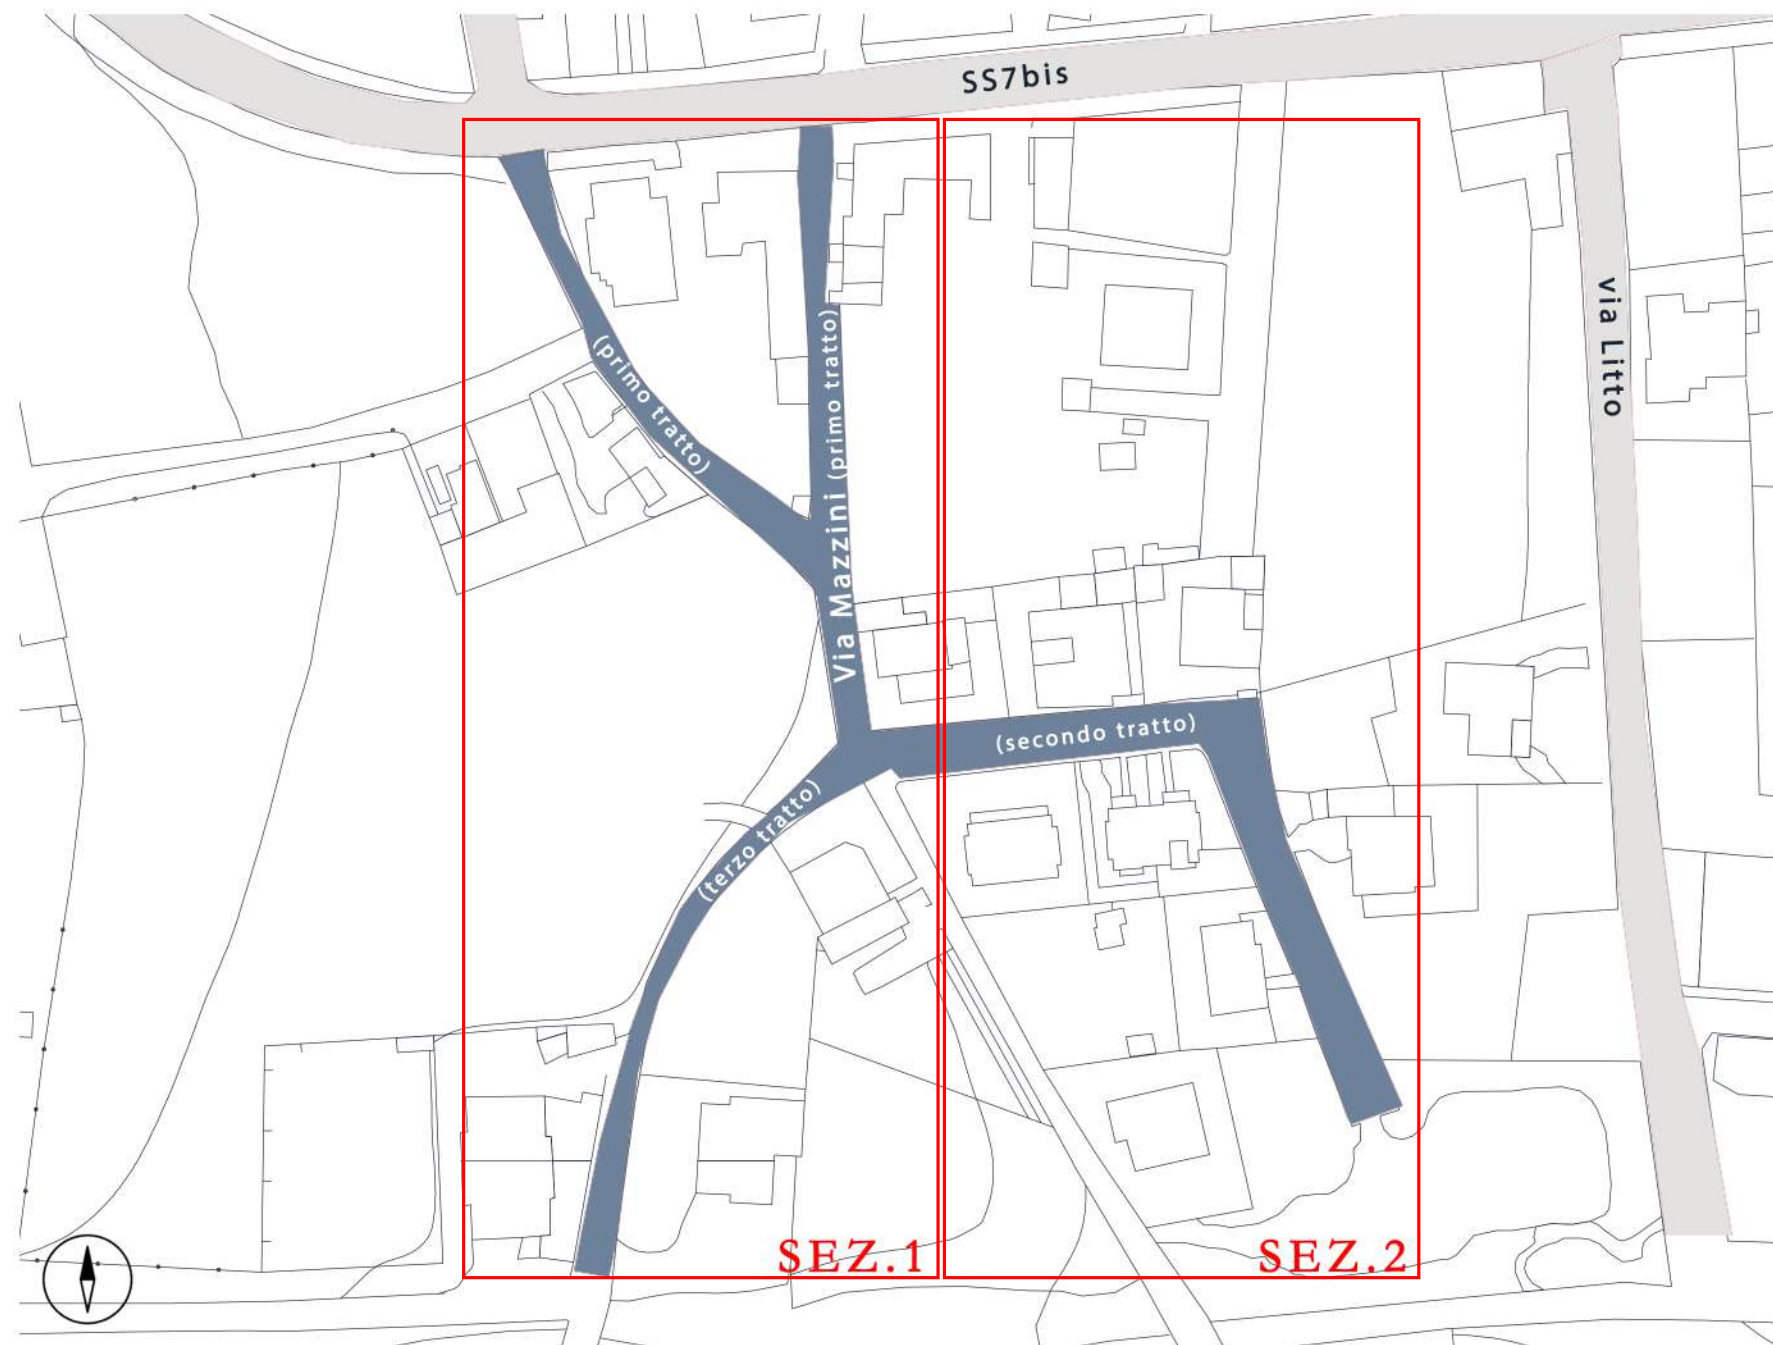 SS7bis
via Litto
(primo tratto)
Via Mazzini (primo tratto)
(secondo tratto)
(terzo tratto)
SEZ.1
SEZ.2